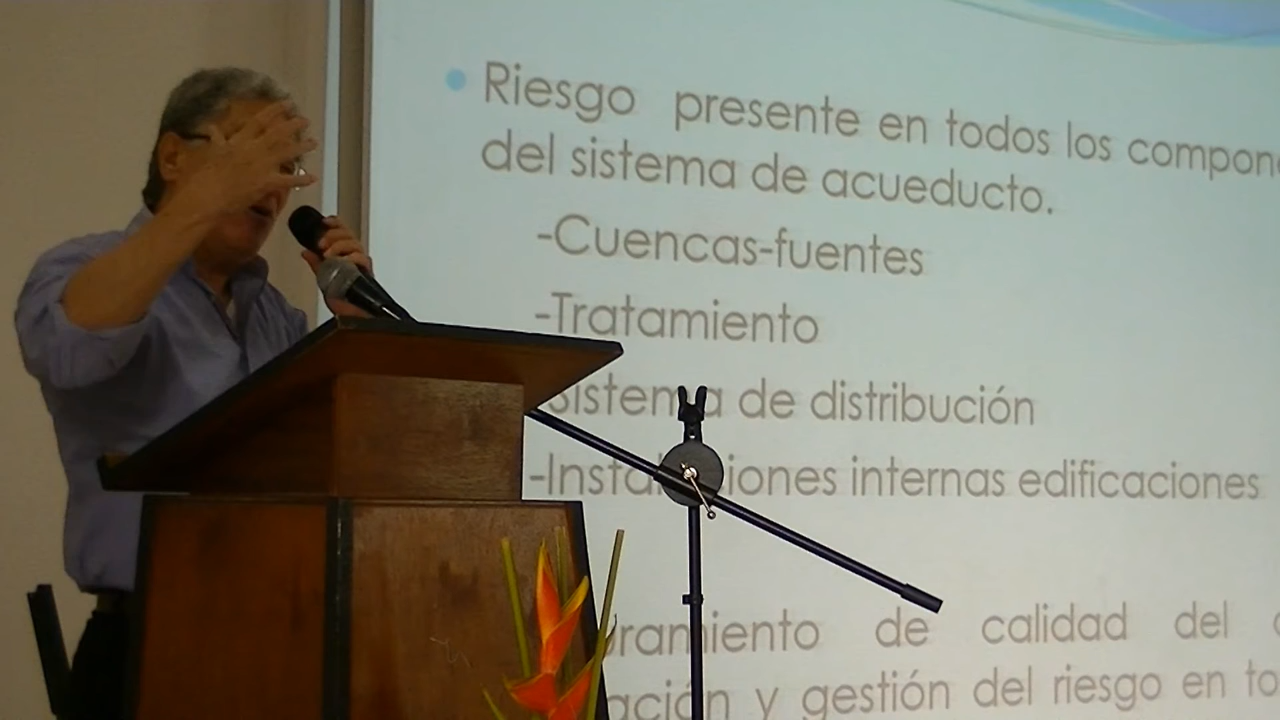 • Riesgo presente en todos los
del sistema de acueducto.
-Cuencas-fuentes
-Tratamiento
de distribución
internas edificaciones
de calidad del
y gestión del riesgo en